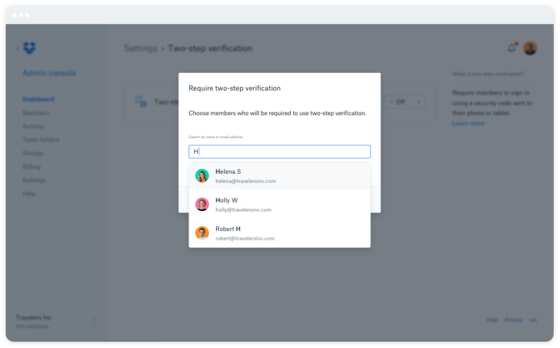 Settings > Two-step verification
Admin console
What is two-step verification?
Dashboard
Members
Activity
Team folders
Groups
Billing
Settings
Help
Two-ste
Off
Require members to sign in
using a security code sent to
their phone or tablet.
Learn more
Require two-step verification
Choose members who will be required to use two-step verification.
Search by name or email address
H
Helena S
helena@travelersinc.com
Holly W
holly@travelersinc.com
Robert H
robert@travelersinc.com
Travelers Inc
members
Help Privacy